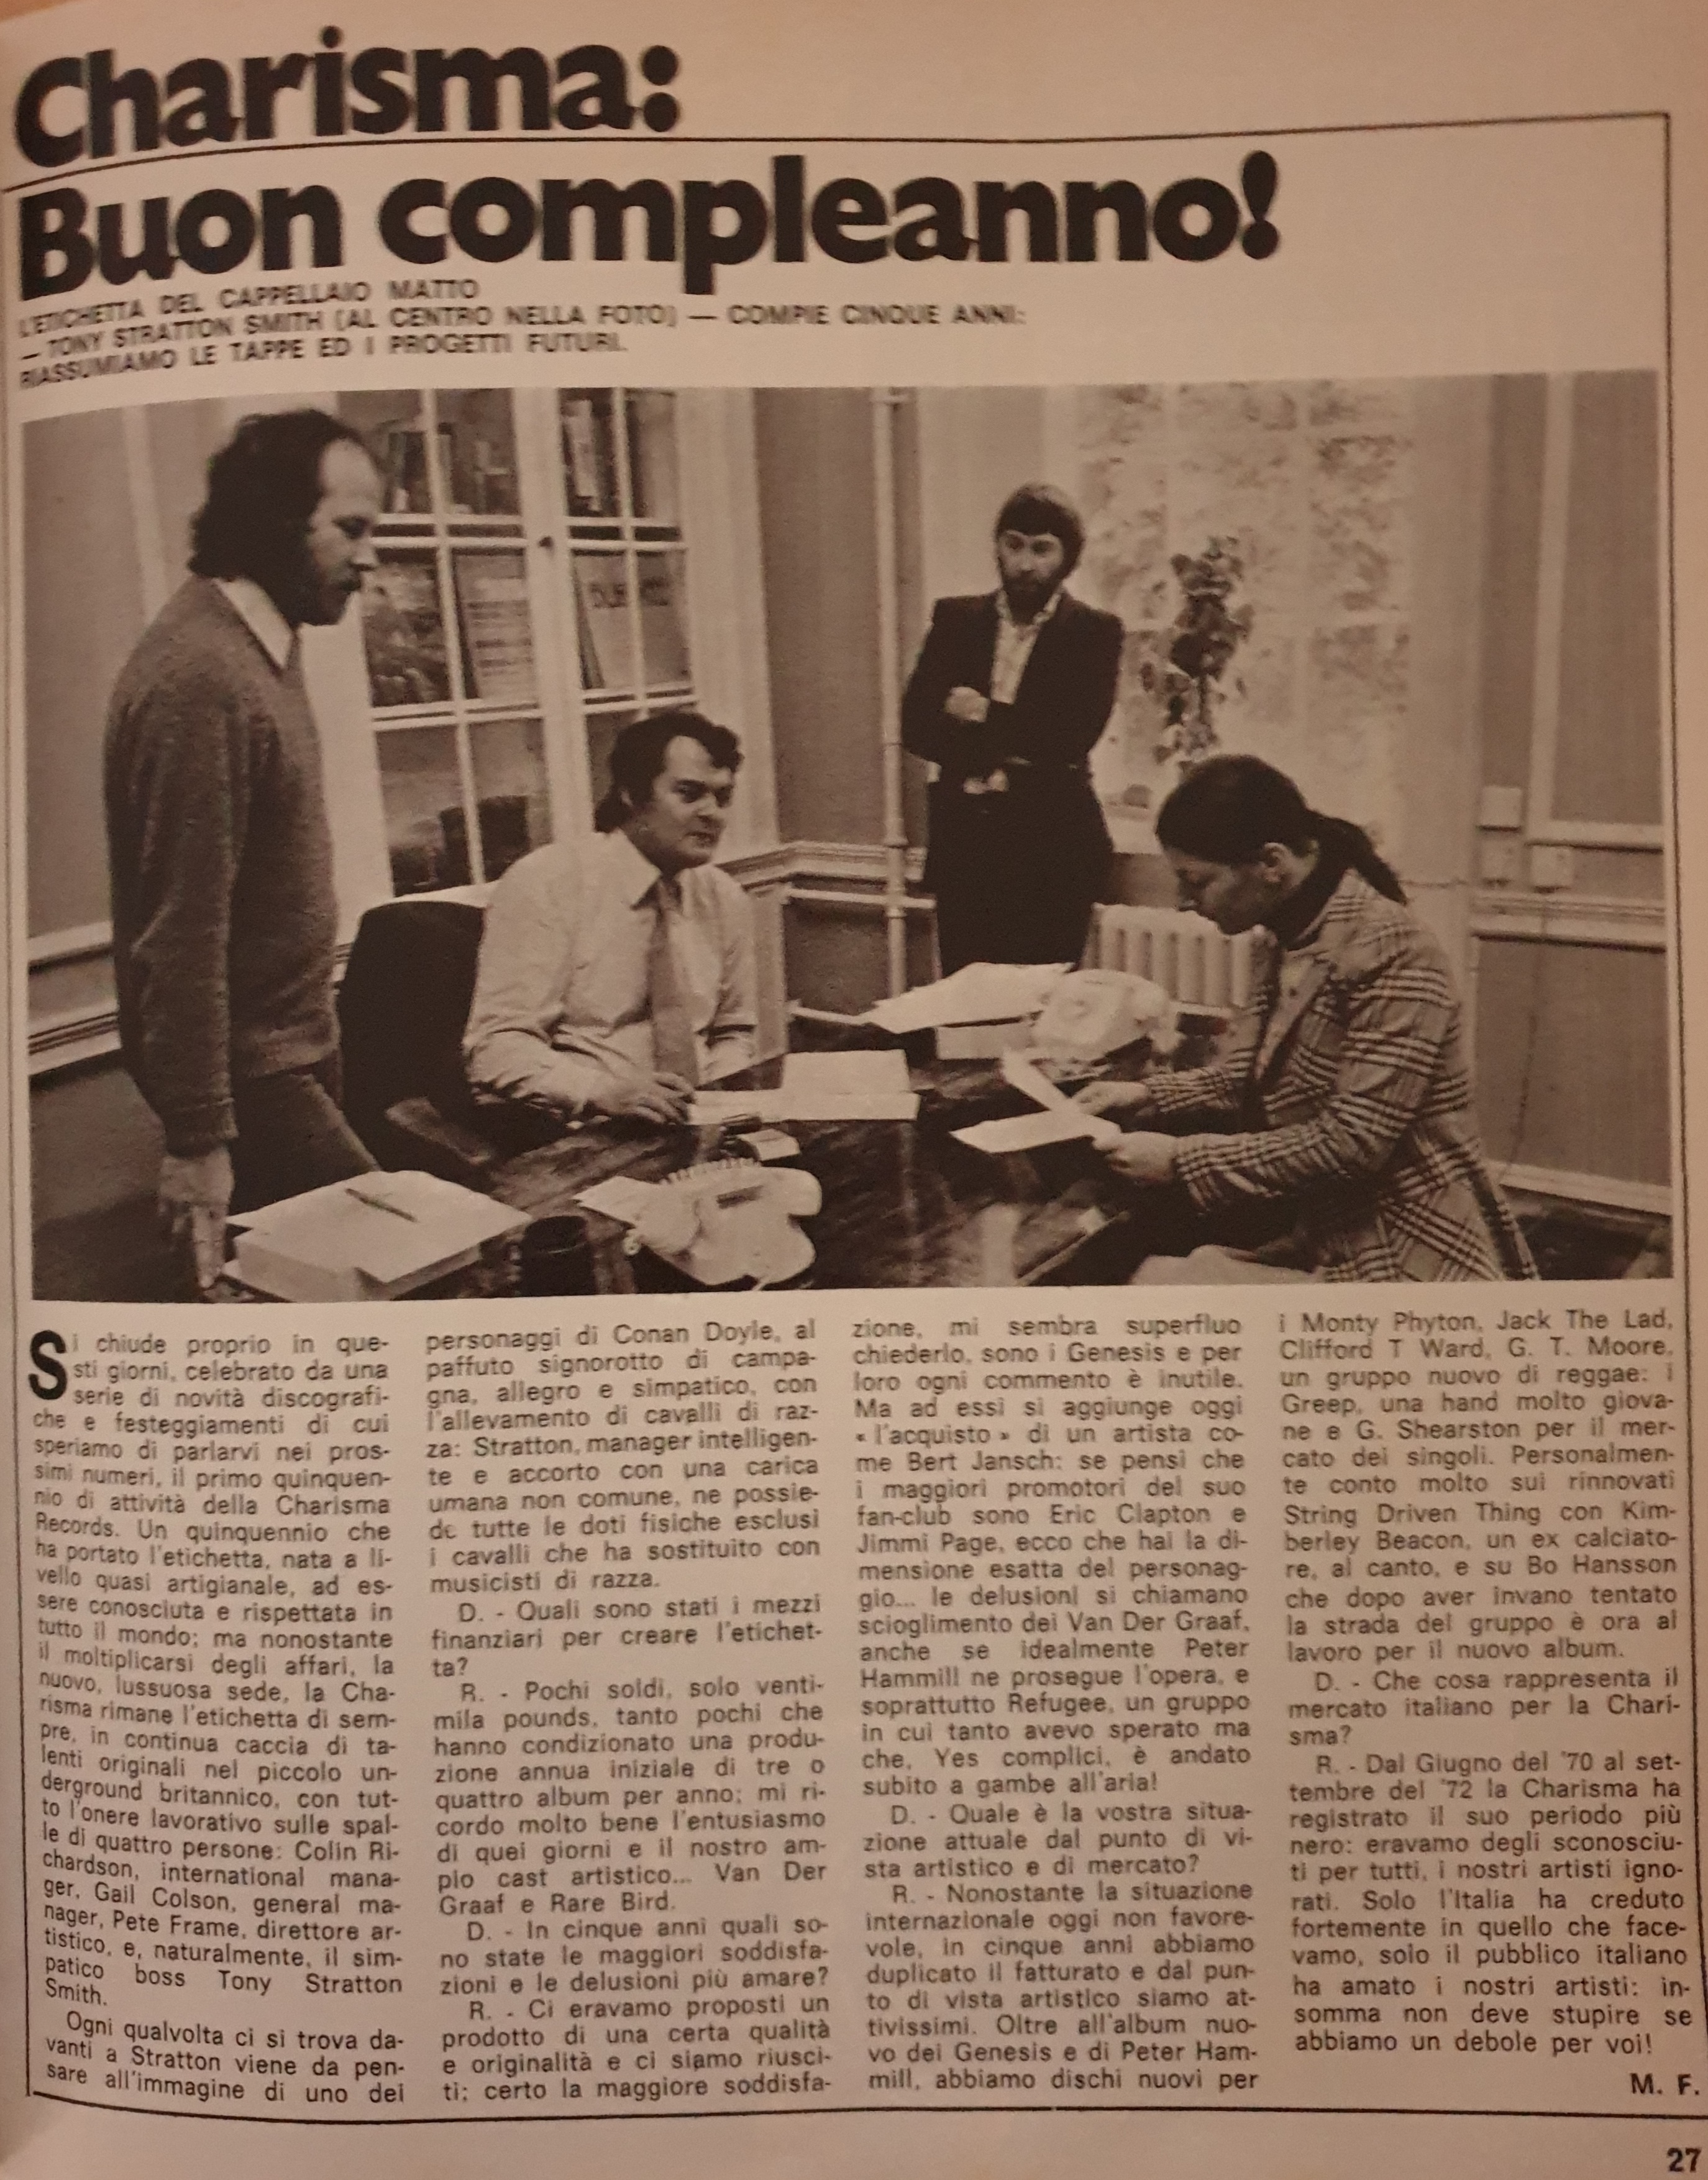 Charisma:
Buon compleanno!
L'ETICHETTA DEL CAPPELLAIO MATTO
— TONY STRATTON SMITH (AL CENTRO NELLA FOTO) — COMPIE CINQUE ANNI:
RIASSUMIAMO LE TAPPE ED I PROGETTI FUTURI.
Si chiude proprio in que-
sti giorni, celebrato da una
serie di novità discografi-
che e festeggiamenti di cui
speriamo di parlarvi nei pros-
simi numeri, il primo quinquen-
nio di attività della Charisma
Records. Un quinquennio che
ha portato l'etichetta, nata a li-
vello quasi artigianale, ad es-
sere conosciuta e rispettata in
tutto il mondo; ma nonostante
il moltiplicarsi degli affari, la
nuovo, lussuosa sede, la Cha-
risma rimane l'etichetta di sem-
pre, in continua caccia di ta-
lenti originali nel piccolo un-
derground britannico, con tut-
to l'onere lavorativo sulle spal-
le di quattro persone: Colin Ri-
chardson, international mana-
ger, Gail Colson, general ma-
nager, Pete Frame, direttore ar-
tistico, e, naturalmente, il sim-
patico boss Tony Stratton
Smith.
Ogni qualvolta ci si trova da-
vanti a Stratton viene da pen-
sare all'immagine di uno dei
personaggi di Conan Doyle, al
paffuto signorotto di campa-
gna, allegro e simpatico, con
l'allevamento di cavalli di raz-
za: Stratton, manager intelligen-
te e accorto con una carica
umana non comune, ne possie-
de tutte le doti fisiche esclusi
i cavalli che ha sostituito con
musicisti di razza.
D. - Quali sono stati i mezzi
finanziari per creare l'etichet-
ta?
R. - Pochi soldi, solo venti-
mila pounds, tanto pochi che
hanno condizionato una produ-
zione annua iniziale di tre o
quattro album per anno; mi ri-
cordo molto bene l'entusiasmo
di quei giorni e il nostro am-
pio cast artistico... Van Der
Graaf e Rare Bird.
D. - In cinque anni quali so-
no state le maggiori soddisfa-
zioni e le delusioni più amare?
R. - Ci eravamo proposti un
prodotto di una certa qualità
e originalità e ci siamo riusci-
ti; certo la maggiore soddisfa-
zione, mi sembra superfluo
chiederlo, sono i Genesis e per
loro ogni commento è inutile.
Ma ad essi si aggiunge oggi
« l'acquisto » di un artista co-
me Bert Jansch: se pensi che
i maggiori promotori del suo
fan-club sono Eric Clapton e
Jimmi Page, ecco che hai la di-
mensione esatta del personag-
gio... le delusioni si chiamano
scioglimento dei Van Der Graaf,
anche se idealmente Peter
Hammill ne prosegue l'opera, e
soprattutto Refugee, un gruppo
in cui tanto avevo sperato ma
che, Yes complici, è andato
subito a gambe all'aria!
D. - Quale è la vostra situa-
zione attuale dal punto di vi-
sta artistico e di mercato?
R. - Nonostante la situazione
internazionale oggi non favore-
vole, in cinque anni abbiamo
duplicato il fatturato e dal pun-
to di vista artistico siamo at-
tivissimi. Oltre all'album nuo-
vo dei Genesis e di Peter Ham-
mill, abbiamo dischi nuovi per
i Monty Phyton, Jack The Lad,
Clifford T Ward, G. T. Moore,
un gruppo nuovo di reggae: i
Greep, una hand molto giova-
ne e G. Shearston per il mer-
cato dei singoli. Personalmen-
te conto molto sui rinnovati
String Driven Thing con Kim-
berley Beacon, un ex calciato-
re, al canto, e su Bo Hansson
che dopo aver invano tentato
la strada del gruppo è ora al
lavoro per il nuovo album.
D. - Che cosa rappresenta il
mercato italiano per la Chari-
sma?
R. - Dal Giugno del '70 al set-
tembre del '72 la Charisma ha
registrato il suo periodo più
nero: eravamo degli sconosciu-
ti per tutti, i nostri artisti igno-
rati. Solo l'Italia ha creduto
fortemente in quello che face-
vamo, solo il pubblico italiano
ha amato i nostri artisti: in-
somma non deve stupire se
abbiamo un debole per voi!
M. F.
27